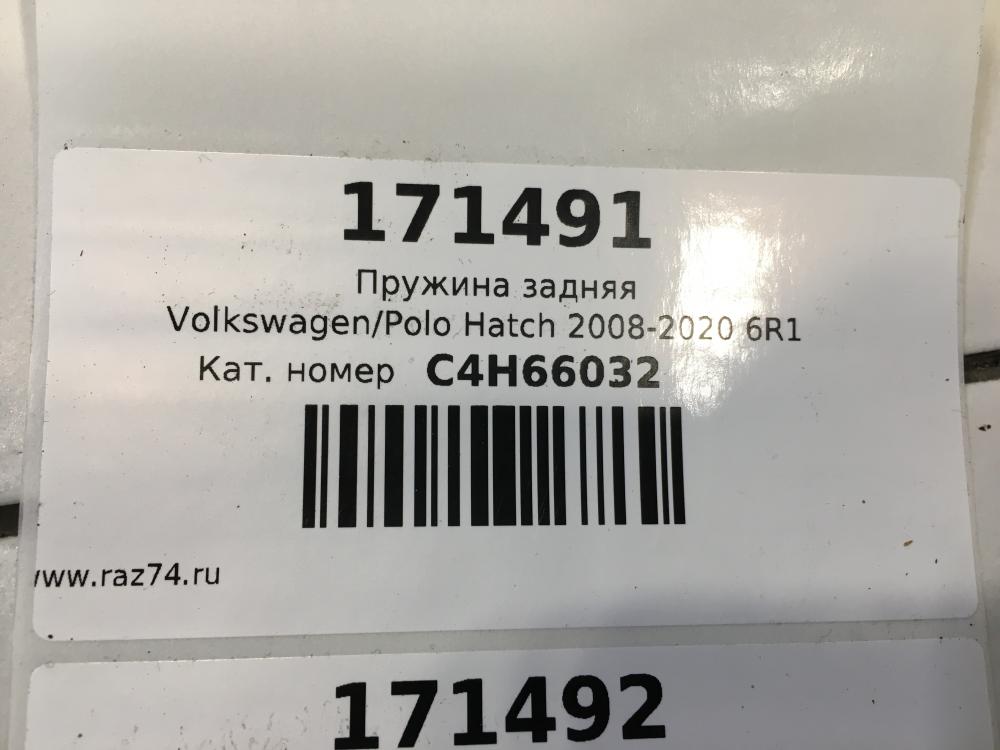 171491
Пружина задняя
Volkswagen/Polo Hatch 2008-2020 6R1
Кат. номер C4H66032
www.raz74.ru
171492